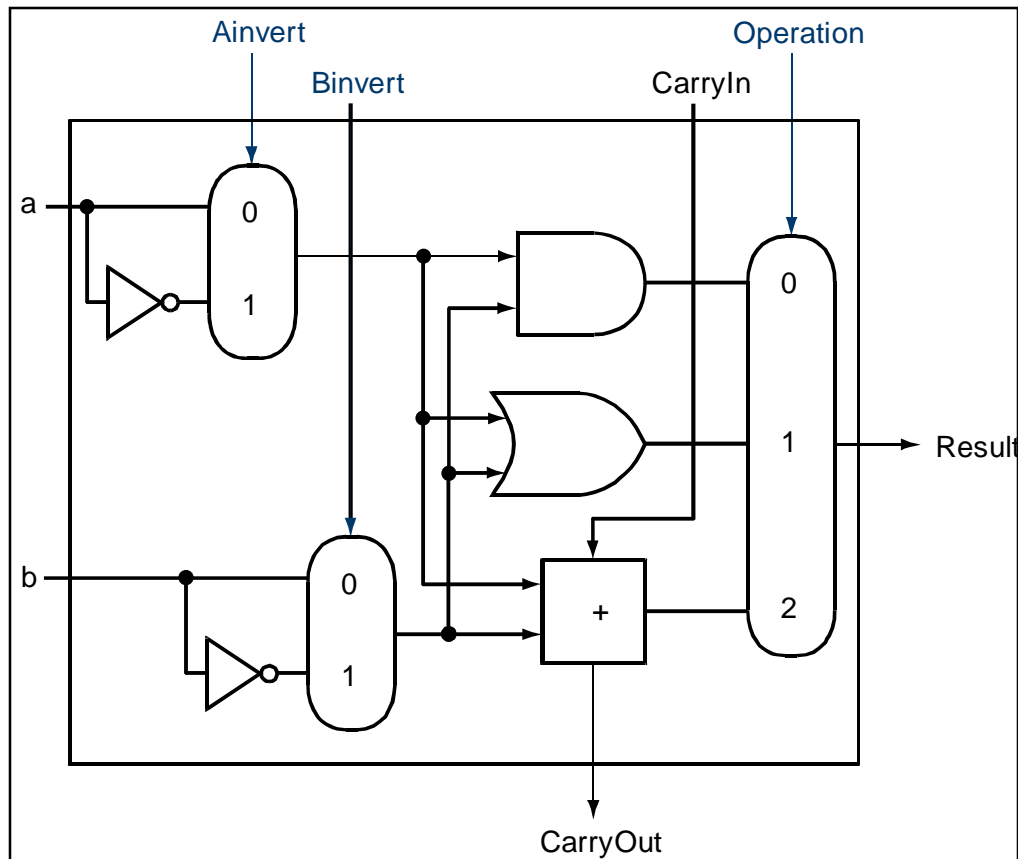 Ainvert
Operation
Binvert
CarryIn
a
0
1
0
1
Result
b
0
1
+
2
CarryOut